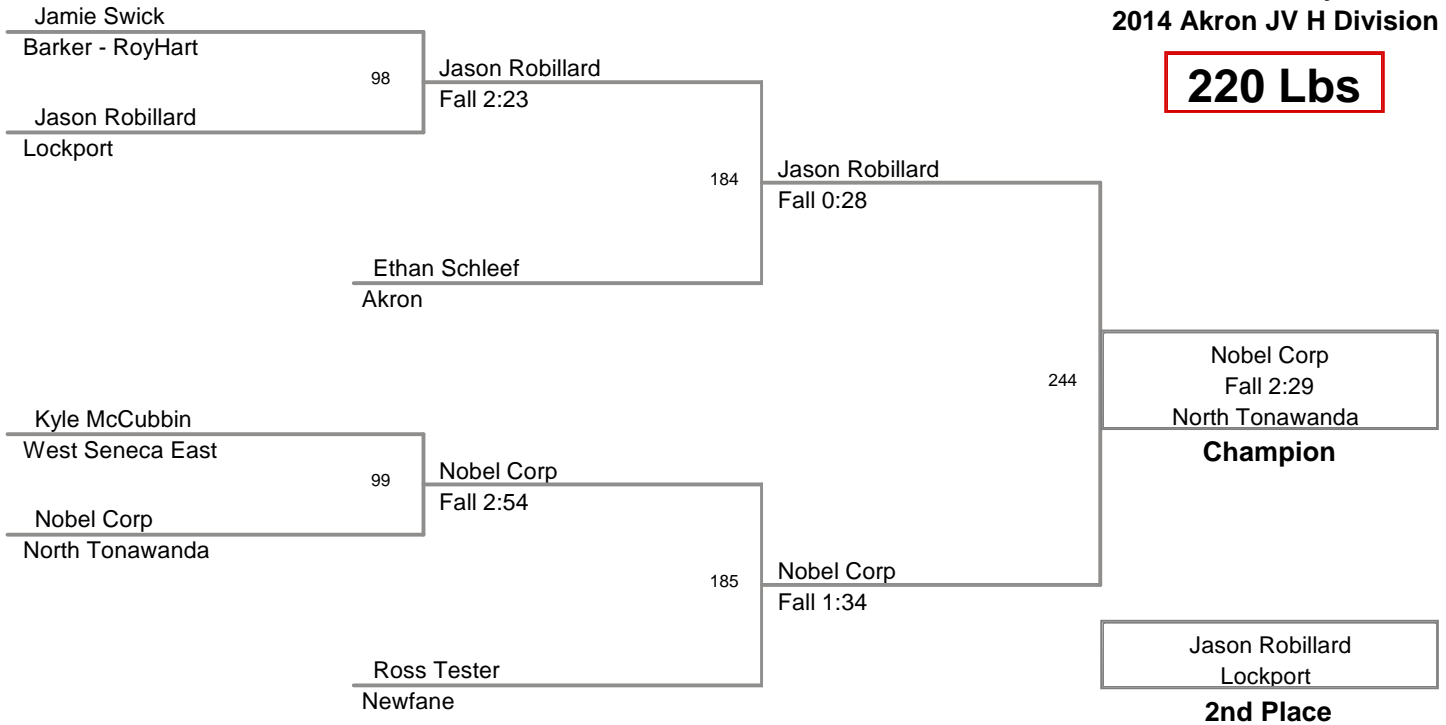 2014 Akron JV H Division
220 Lbs
Jamie Swick
Barker - RoyHart
98
Jason Robillard
Fall 2:23
Jason Robillard
Lockport
184
Jason Robillard
Fall 0:28
Ethan Schleef
Akron
244
Nobel Corp
Fall 2:29
North Tonawanda
Champion
Kyle McCubbin
West Seneca East
99
Nobel Corp
Fall 2:54
Nobel Corp
North Tonawanda
185
Nobel Corp
Fall 1:34
Ross Tester
Newfane
Jason Robillard
Lockport
2nd Place